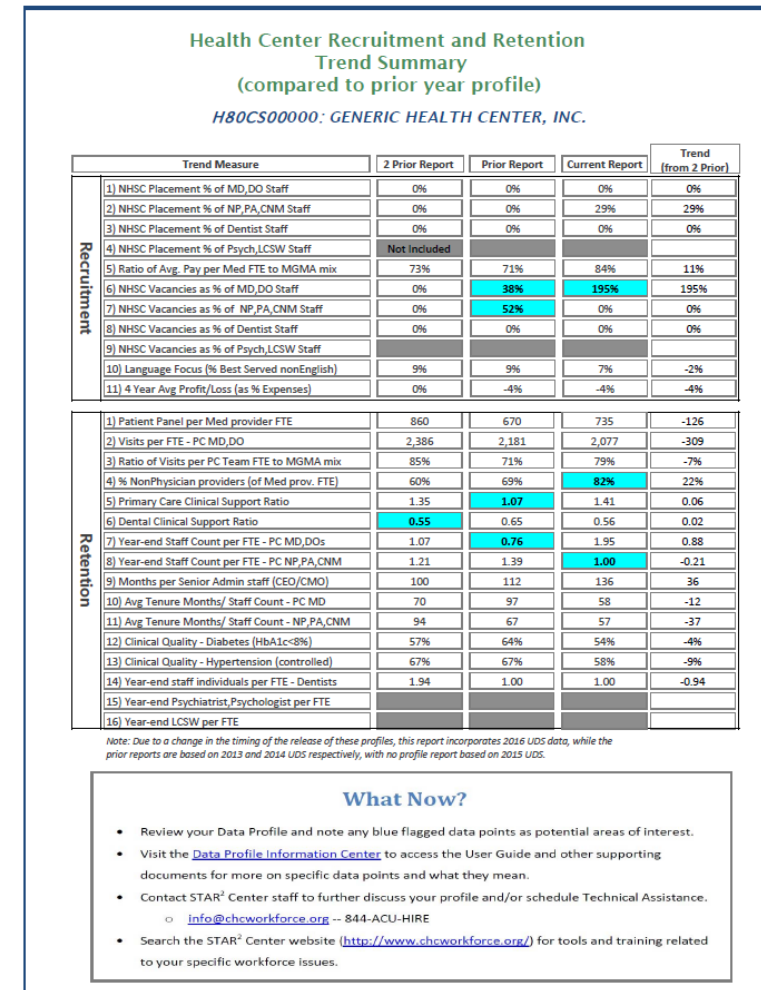 Health Center Recruitment and Retention
Trend Summary
(compared to prior year profile)
H80CS00000: GENERIC HEALTH CENTER, INC.
Trend Measure 2 Prior Report Prior Report Current Report Trend (from 2 Prior)
Recruitment
1) NHSC Placement % of MD,DO Staff 0% 0% 0% 0%
2) NHSC Placement % of NP,PA,CNM Staff 0% 0% 29% 29%
3) NHSC Placement % of Dentist Staff 0% 0% 0% 0%
4) NHSC Placement % of Psych,LCSW Staff Not Included
5) Ratio of Avg. Pay per Med FTE to MGMA mix 73% 71% 84% 11%
6) NHSC Vacancies as % of MD,DO Staff 0% 38% 195% 195%
7) NHSC Vacancies as % of NP,PA,CNM Staff 0% 52% 0% 0%
8) NHSC Vacancies as % of Dentist Staff 0% 0% 0% 0%
9) NHSC Vacancies as % of Psych,LCSW Staff
10) Language Focus (% Best Served nonEnglish) 9% 9% 7% -2%
11) 4 Year Avg Profit/Loss (as % Expenses) 0% -4% -4% -4%
Retention
1) Patient Panel per Med provider FTE 860 670 735 -126
2) Visits per FTE - PC MD,DO 2,386 2,181 2,077 -309
3) Ratio of Visits per PC Team FTE to MGMA mix 85% 71% 79% -7%
4) % NonPhysician providers (of Med prov. FTE) 60% 69% 82% 22%
5) Primary Care Clinical Support Ratio 1.35 1.07 1.41 0.06
6) Dental Clinical Support Ratio 0.55 0.65 0.56 0.02
7) Year-end Staff Count per FTE - PC MD,DOs 1.07 0.76 1.95 0.88
8) Year-end Staff Count per FTE - PC NP,PA,CNM 1.21 1.39 1.00 -0.21
9) Months per Senior Admin staff (CEO/CMO) 100 112 136 36
10) Avg Tenure Months/ Staff Count - PC MD 70 97 58 -12
11) Avg Tenure Months/ Staff Count - NP,PA,CNM 94 67 57 -37
12) Clinical Quality - Diabetes (HbA1c<8%) 57% 64% 54% -4%
13) Clinical Quality - Hypertension (controlled) 67% 67% 58% -9%
14) Year-end staff individuals per FTE - Dentists 1.94 1.00 1.00 -0.94
15) Year-end Psychiatrist,Psychologist per FTE
16) Year-end LCSW per FTE
Note: Due to a change in the timing of the release of these profiles, this report incorporates 2016 UDS data, while the
prior reports are based on 2013 and 2014 UDS respectively, with no profile report based on 2015 UDS.
What Now?
• Review your Data Profile and note any blue flagged data points as potential areas of interest.
• Visit the Data Profile Information Center to access the User Guide and other supporting
documents for more on specific data points and what they mean.
• Contact STAR² Center staff to further discuss your profile and/or schedule Technical Assistance.
o info@chcworkforce.org -- 844-ACU-HIRE
• Search the STAR² Center website (http://www.chcworkforce.org/) for tools and training related
to your specific workforce issues.